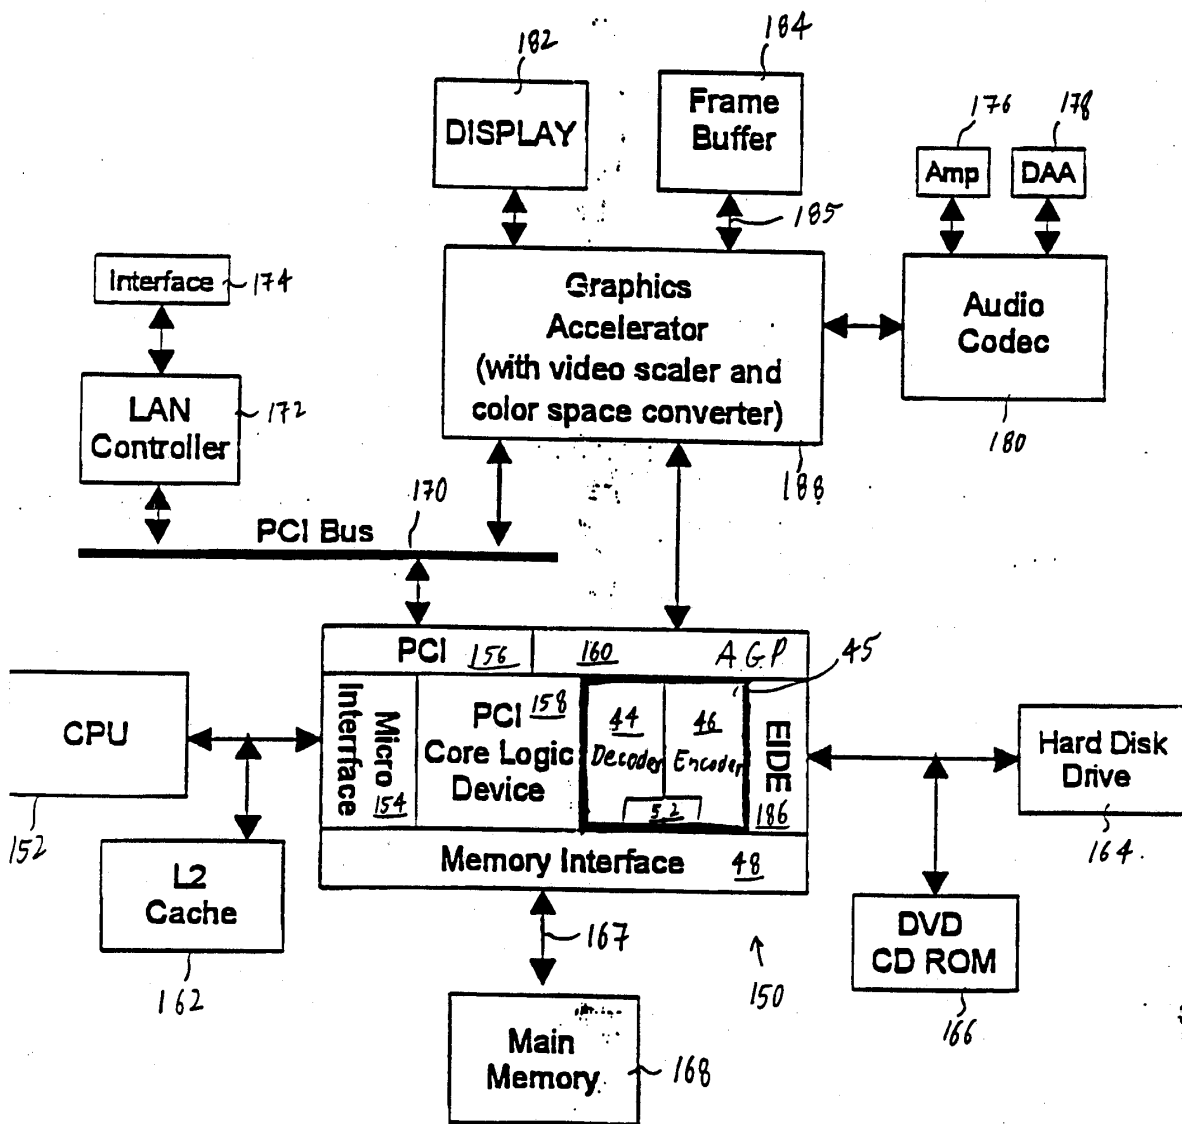 182
184
DISPLAY
Frame
Buffer
176
178
Amp
DAA
185
Interface
174
Graphics
Accelerator
(with video scaler and
color space converter)
Audio
Codec
LAN
Controller
172
180
188
170
PCI Bus
PCI 156
160
A.G.P.
45
CPU
Micro
Interface
154
PCI 158
Core Logic
Device
44
Decoder
46
Encoder
52
EIDE
186
Hard Disk
Drive
152
164
L2
Cache
Memory Interface 48
162
167
150
DVD
CD ROM
166
Main
Memory
168